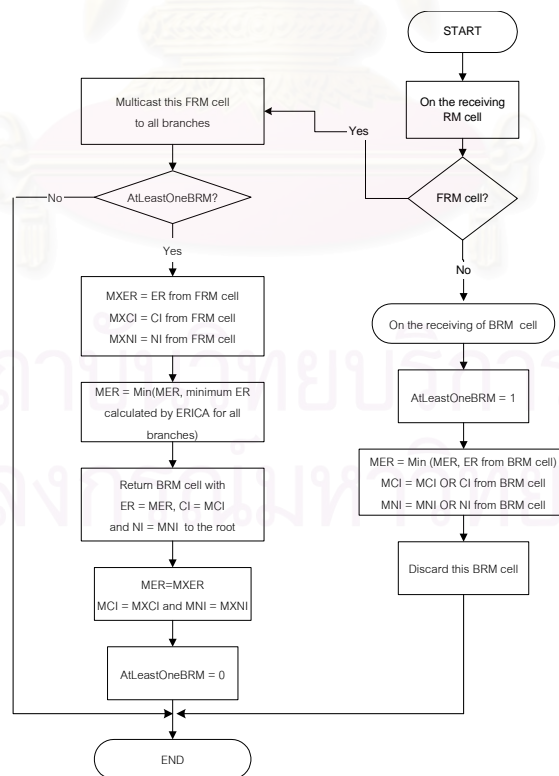 START
On the receiving
RM cell
FRM cell?
Yes
No
Multicast this FRM cell
to all branches
AtLeastOneBRM?
No
Yes
MXER = ER from FRM cell
MXCI = CI from FRM cell
MXNI = NI from FRM cell
MER = Min(MER, minimum ER
calculated by ERICA for all
branches)
Return BRM cell with
ER = MER, CI = MCI
and NI = MNI to the root
MER=MXER
MCI = MXCI and MNI = MXNI
AtLeastOneBRM = 0
On the receiving of BRM cell
AtLeastOneBRM = 1
MER = Min (MER, ER from BRM cell)
MCI = MCI OR CI from BRM cell
MNI = MNI OR NI from BRM cell
Discard this BRM cell
END